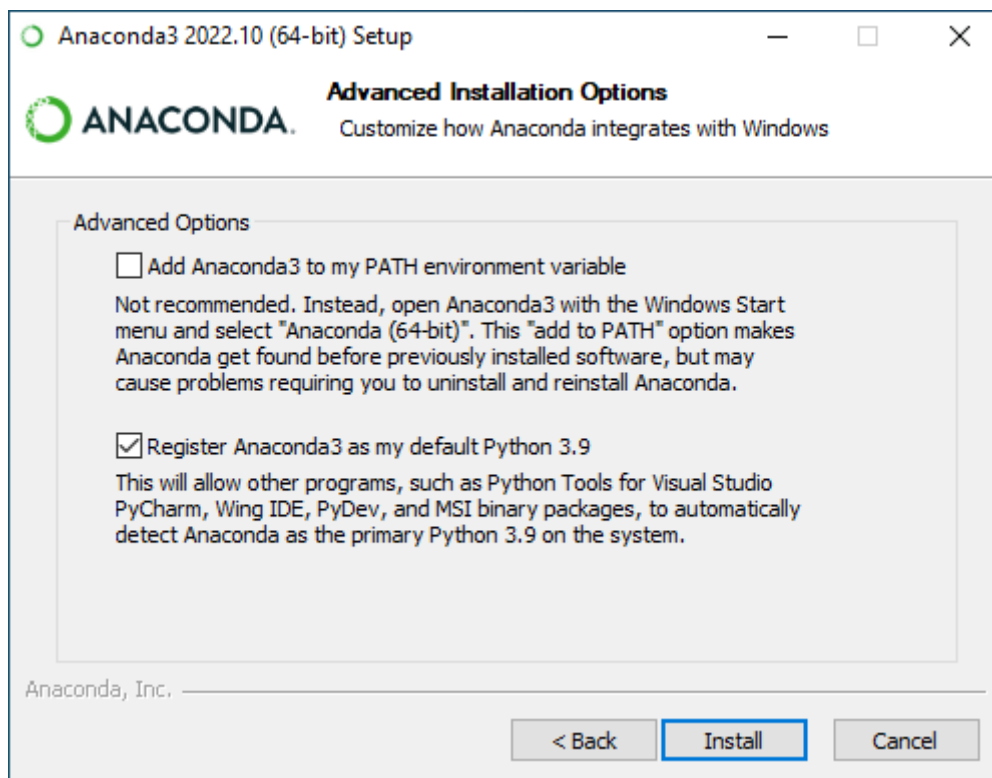 Anaconda3 2022.10 (64-bit) Setup
ANACONDA.
Advanced Installation Options
Customize how Anaconda integrates with Windows
Advanced Options
Add Anaconda3 to my PATH environment variable
Not recommended. Instead, open Anaconda3 with the Windows Start
menu and select "Anaconda (64-bit)". This "add to PATH" option makes
Anaconda get found before previously installed software, but may
cause problems requiring you to uninstall and reinstall Anaconda.
Register Anaconda3 as my default Python 3.9
This will allow other programs, such as Python Tools for Visual Studio
PyCharm, Wing IDE, PyDev, and MSI binary packages, to automatically
detect Anaconda as the primary Python 3.9 on the system.
Anaconda, Inc.
< Back
Install
Cancel